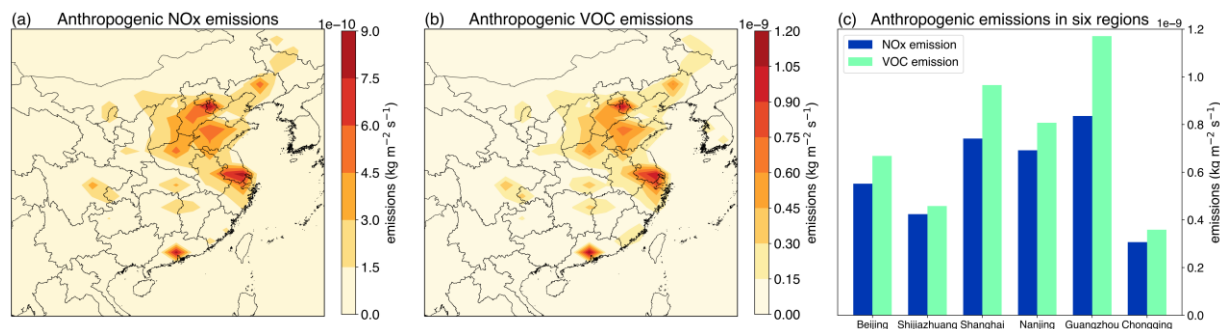 (a) Anthropogenic NOx emissions
1e−10
9.0
7.5
6.0
4.5
3.0
1.5
0.0
emissions (kg m⁻² s⁻¹)
(b) Anthropogenic VOC emissions
1e−9
1.20
1.05
0.90
0.75
0.60
0.45
0.30
0.15
0.00
emissions (kg m⁻² s⁻¹)
(c) Anthropogenic emissions in six regions
1e−9
NOx emission
VOC emission
1.2
1.0
0.8
0.6
0.4
0.2
0.0
emissions (kg m⁻² s⁻¹)
Beijing Shijiazhuang Shanghai Nanjing Guangzhou Chongqing